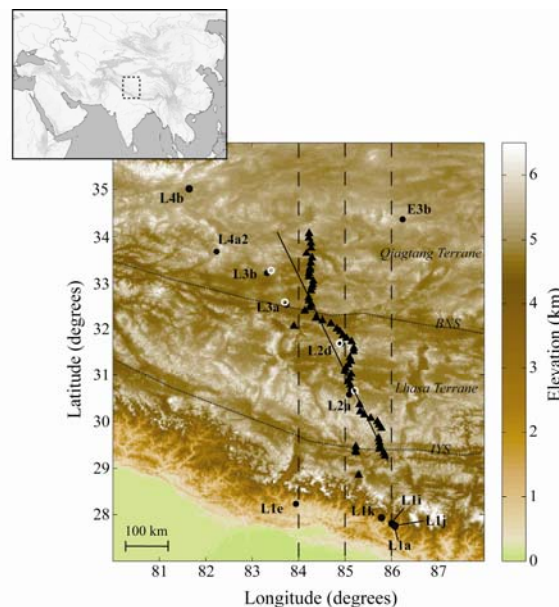 35
34
33
32
31
30
29
28
Latitude (degrees)
L4b
E3b
L4a2
Qiagtang Terrane
L3b
L3a
BNS
L2d
Lhasa Terrane
L2a
IYS
L1e
L1k
L1i
L1j
L1a
100 km
81 82 83 84 85 86 87
Longitude (degrees)
6
5
4
3
2
1
0
Elevation (km)